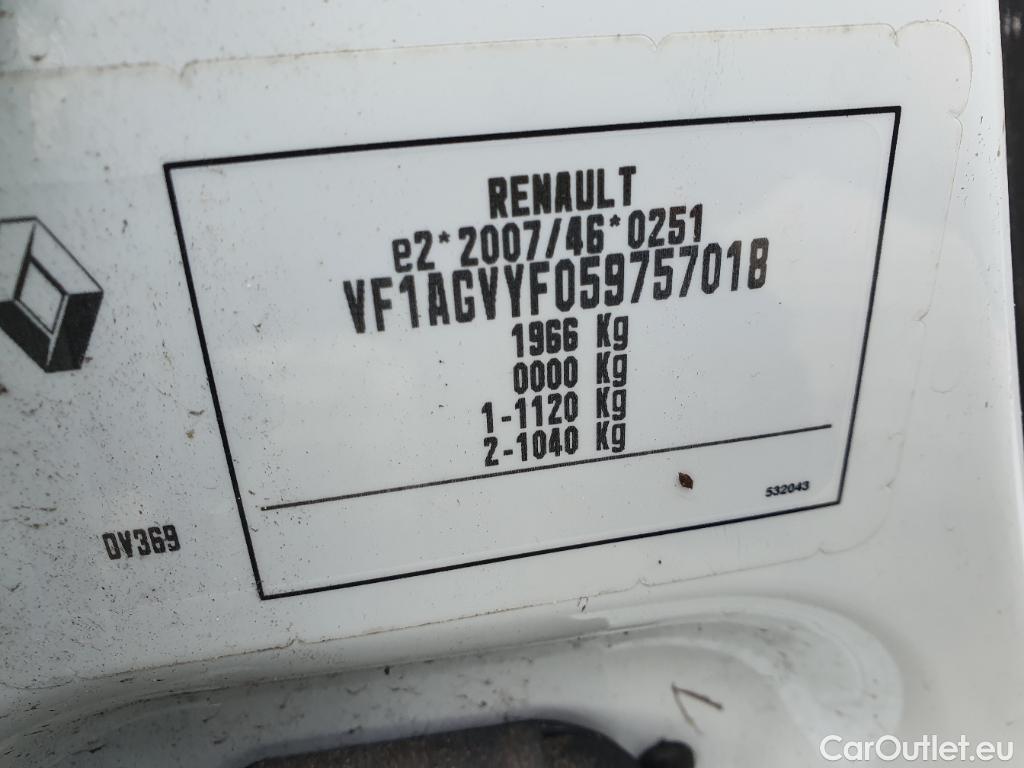 RENAULT
e2*2007/46*0251
VF1AGVYF059757018
1966 Kg
0000 Kg
1-1120 Kg
2-1040 Kg
532043
0V369
CarOutlet.eu